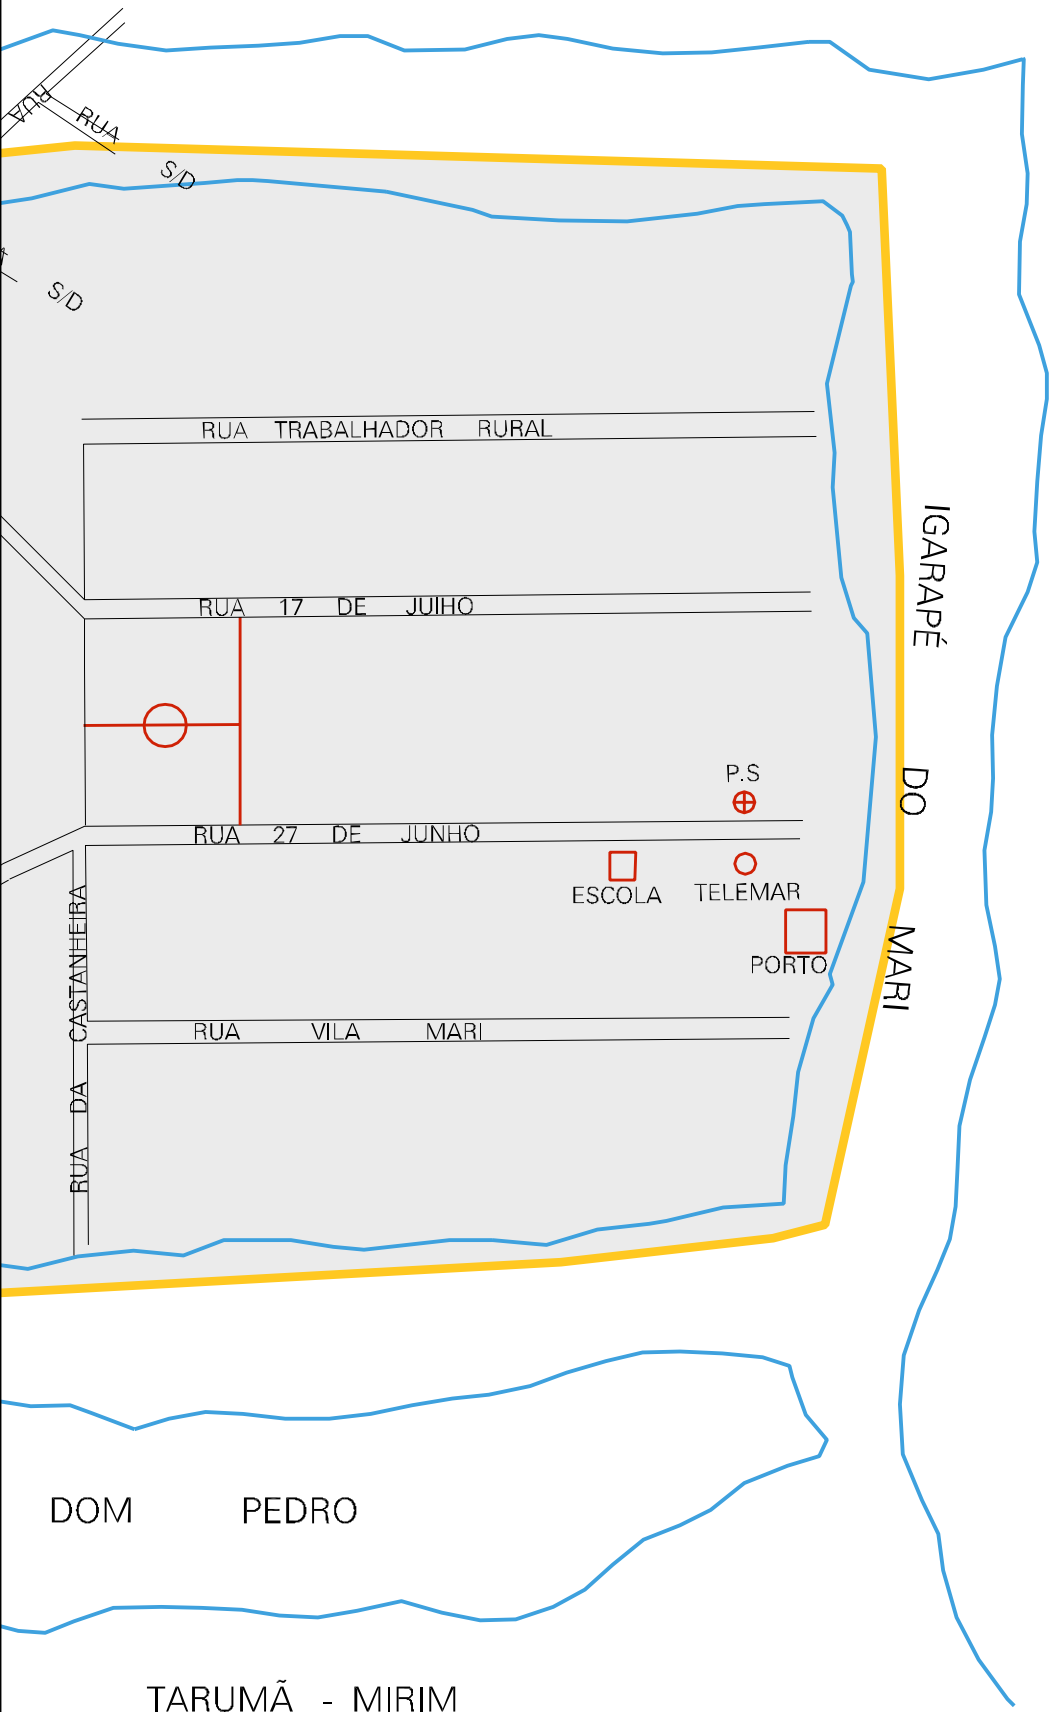 RUA
RUA S/D
S/D
RUA TRABALHADOR RURAL
IGARAPÉ DO MARI
RUA 17 DE JUIHO
P.S
RUA 27 DE JUNHO
ESCOLA
TELEMAR
PORTO
RUA DA CASTANHEIRA
RUA VILA MARI
DOM PEDRO
TARUMÃ - MIRIM